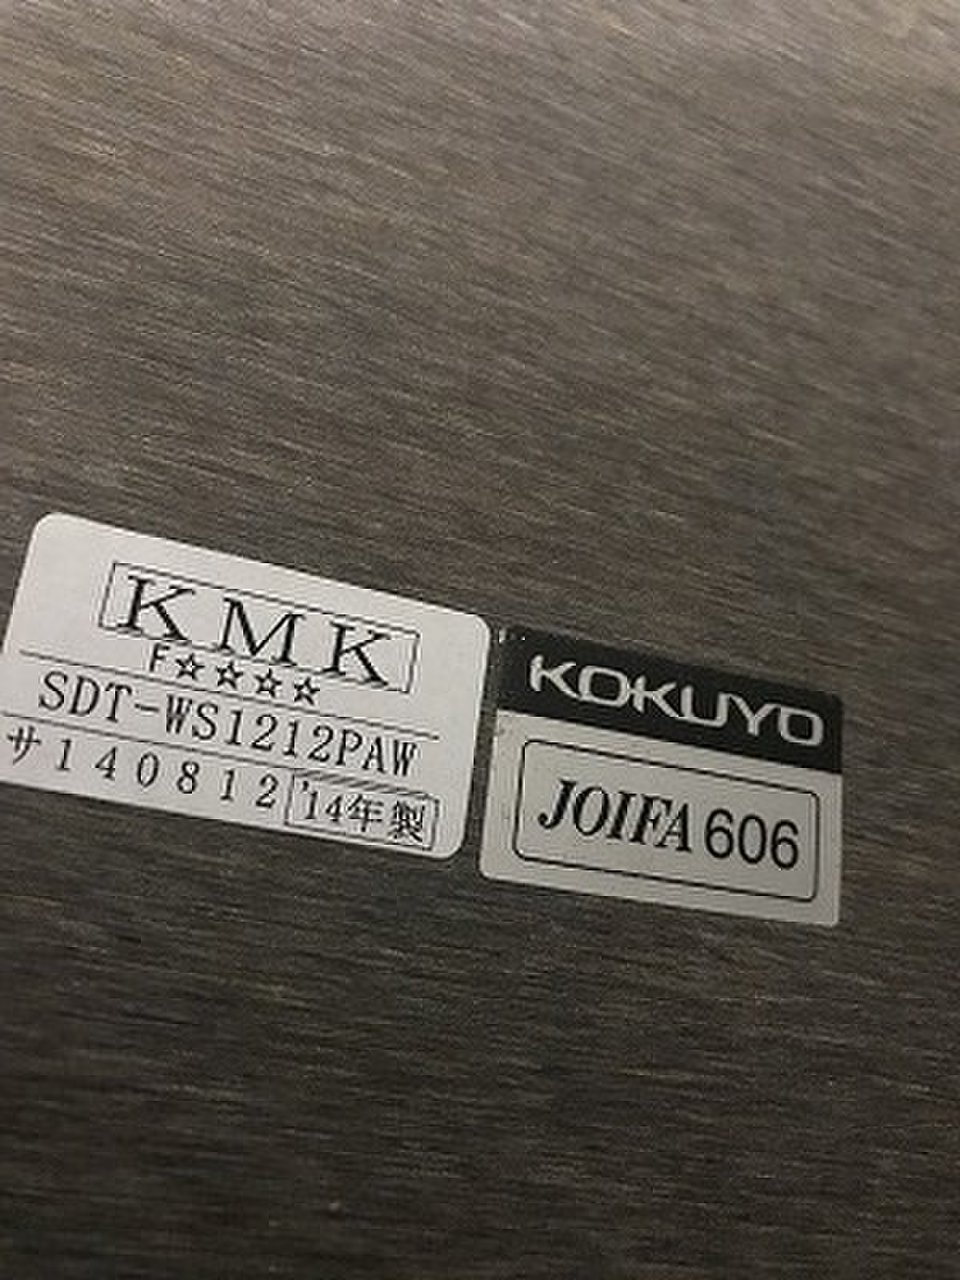 KMK
F☆☆☆☆
SDT-WS1212PAW
サ140812 '14年製
KOKUYO
JOIFA 606